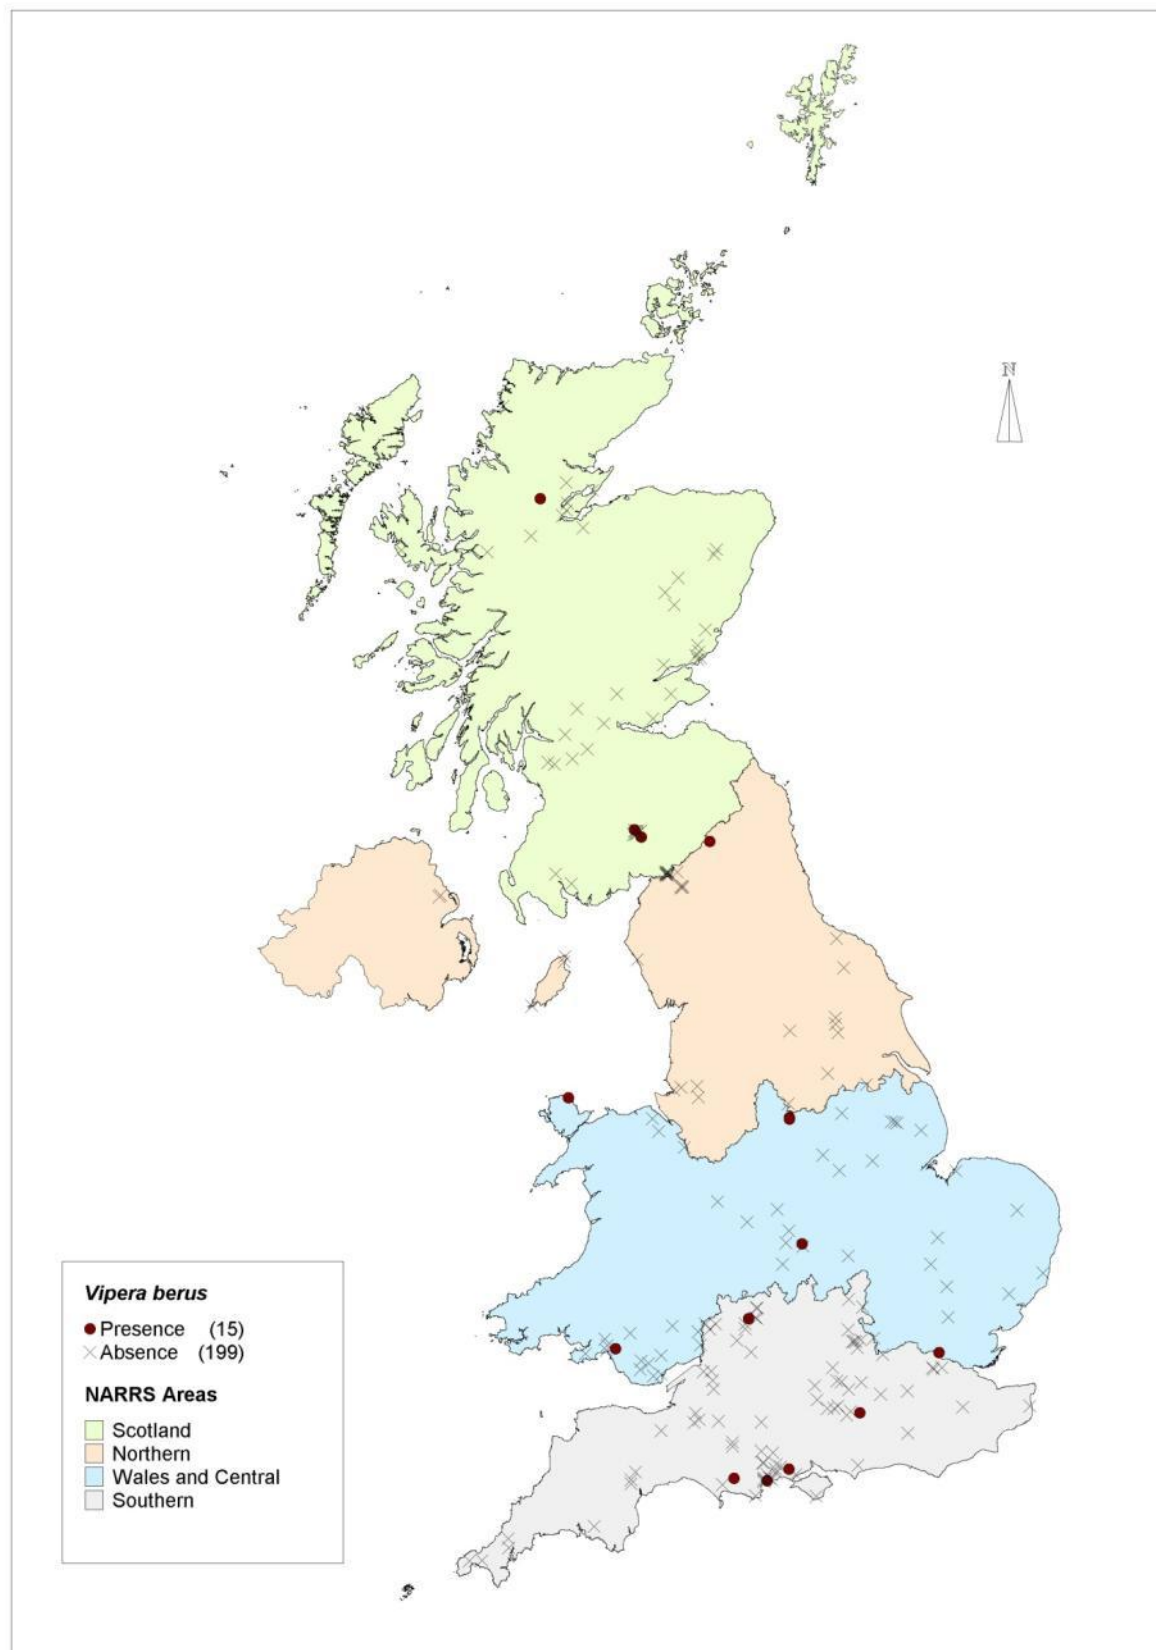 N
Vipera berus
Presence (15)
Absence (199)
NARRS Areas
Scotland
Northern
Wales and Central
Southern